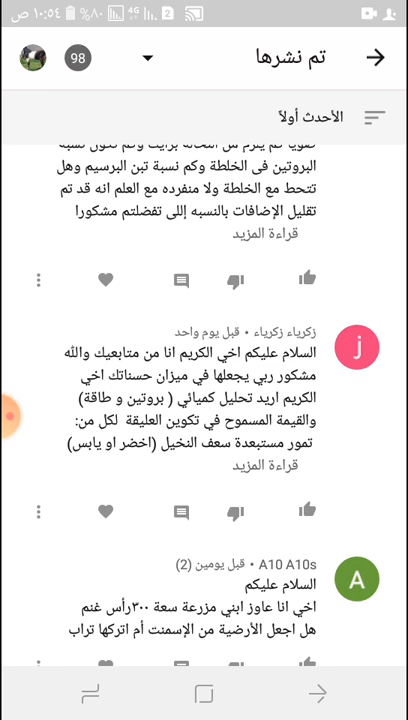 ١٠:٥٤ ص
٨٠%
4G
2
تم نشرها
98
الأحدث أولاً
البروتين فى الخلطة وكم نسبة تبن البرسيم وهل
تتحط مع الخلطة ولا منفرده مع العلم انه قد تم
تقليل الإضافات بالنسبه إللى تفضلتم مشكورا
قراءة المزيد
زكرياء زكرياء • قبل يوم واحد
j
السلام عليكم اخي الكريم انا من متابعيك والله
مشكور ربي يجعلها في ميزان حسناتك اخي
الكريم اريد تحليل كميائي ( بروتين و طاقة)
والقيمة المسموح في تكوين العليقة لكل من:
تمور مستبعدة سعف النخيل (اخضر او يابس)
قراءة المزيد
A10 A10s • قبل يومين (2)
A
السلام عليكم
اخي انا عاوز ابني مزرعة سعة ٣٠٠رأس غنم
هل اجعل الأرضية من الإسمنت أم اتركها تراب